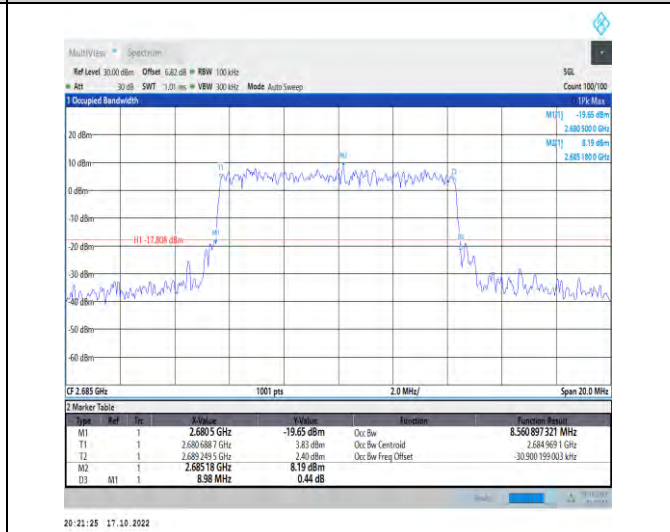 MultiView Spectrum
Ref Level 30.00 dBm Offset 6.82 dB RBW 100 kHz SGL
Att 30 dB SWT 1.01 ms VBW 300 kHz Mode Auto Sweep Count 100/100
1 Occupied Bandwidth 1Pk Max
M1[1] -19.65 dBm
2.680 500 0 GHz
M2[1] 8.19 dBm
2.685 180 0 GHz
20 dBm
M2
10 dBm
T1
0 dBm
-10 dBm
M1
H1 -17.808 dBm
-20 dBm
-30 dBm
-40 dBm
-50 dBm
-60 dBm
CF 2.685 GHz 1001 pts 2.0 MHz/ Span 20.0 MHz
2 Marker Table
Type Ref Trc X-Value Y-Value Function Function Result
M1 1 2.680 5 GHz -19.65 dBm Occ Bw 8.560 897 321 MHz
T1 1 2.680 688 7 GHz 3.83 dBm Occ Bw Centroid 2.684 969 1 GHz
T2 1 2.689 249 5 GHz 2.40 dBm Occ Bw Freq Offset -30.900 199 003 kHz
M2 1 2.685 18 GHz 8.19 dBm
D3 M1 1 8.98 MHz 0.44 dB
20:21:25 17.10.2022